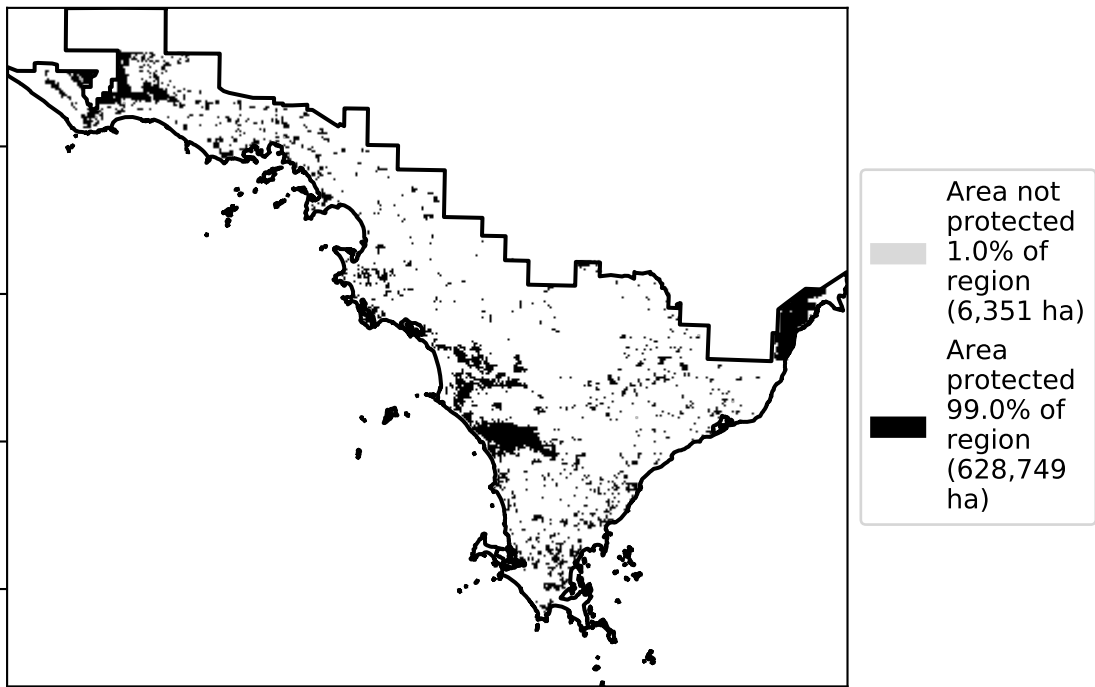 Area not
protected
1.0% of
region
(6,351 ha)
Area
protected
99.0% of
region
(628,749
ha)